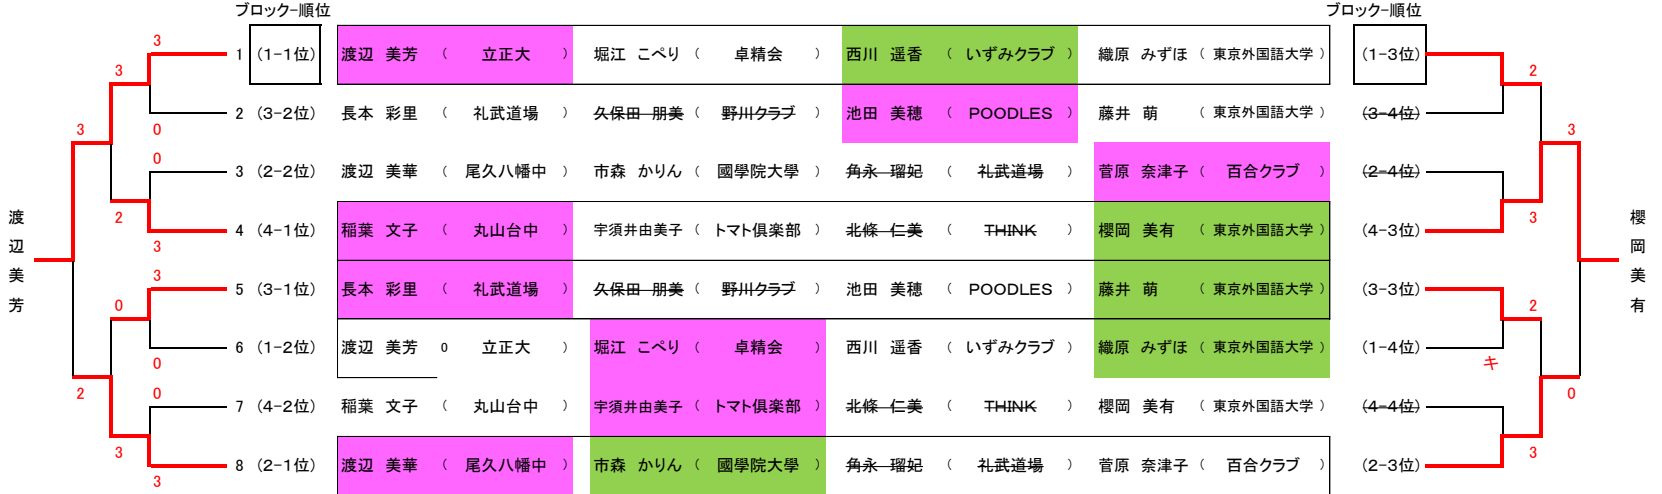 ブロック-順位 ブロック-順位
3
1 (1-1位) 渡辺 美芳 ( 立正大 ) 堀江 こぺり ( 卓精会 ) 西川 遥香 ( いずみクラブ ) 織原 みずほ ( 東京外国語大学 ) (1-3位)
3 2
2 (3-2位) 長本 彩里 ( 礼武道場 ) 久保田 朋美 ( 野川クラブ ) 池田 美穂 ( POODLES ) 藤井 萌 ( 東京外国語大学 ) (3-4位)
3 0 3
0
3 (2-2位) 渡辺 美華 ( 尾久八幡中 ) 市森 かりん ( 國學院大學 ) 角永 瑠妃 ( 礼武道場 ) 菅原 奈津子 ( 百合クラブ ) (2-4位)
2 3
4 (4-1位) 稲葉 文子 ( 丸山台中 ) 宇須井由美子 ( トマト倶楽部 ) 北條 仁美 ( THINK ) 櫻岡 美有 ( 東京外国語大学 ) (4-3位)
3
渡辺美芳 櫻岡美有
3
5 (3-1位) 長本 彩里 ( 礼武道場 ) 久保田 朋美 ( 野川クラブ ) 池田 美穂 ( POODLES ) 藤井 萌 ( 東京外国語大学 ) (3-3位)
0 2
6 (1-2位) 渡辺 美芳 0 立正大 ) 堀江 こぺり ( 卓精会 ) 西川 遥香 ( いずみクラブ ) 織原 みずほ ( 東京外国語大学 ) (1-4位)
0 キ
2 0 0
7 (4-2位) 稲葉 文子 ( 丸山台中 ) 宇須井由美子 ( トマト倶楽部 ) 北條 仁美 ( THINK ) 櫻岡 美有 ( 東京外国語大学 ) (4-4位)
3 3
8 (2-1位) 渡辺 美華 ( 尾久八幡中 ) 市森 かりん ( 國學院大學 ) 角永 瑠妃 ( 礼武道場 ) 菅原 奈津子 ( 百合クラブ ) (2-3位)
3